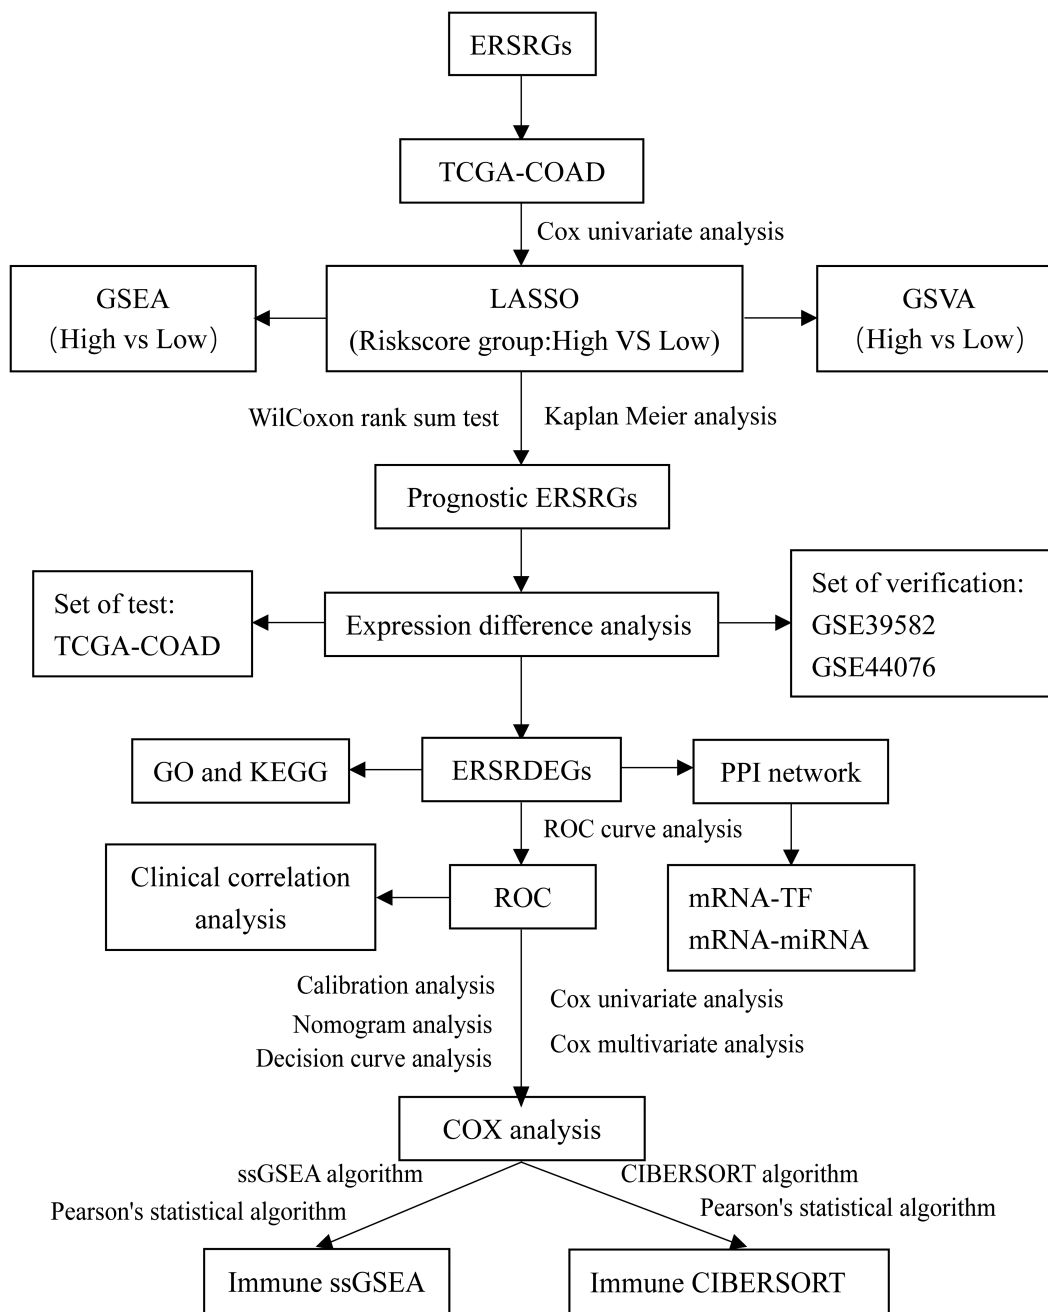 ERSRGs
TCGA-COAD
Cox univariate analysis
GSEA
(High vs Low)
LASSO
(Riskscore group:High VS Low)
GSVA
(High vs Low)
WilCoxon rank sum test
Kaplan Meier analysis
Prognostic ERSRGs
Set of test:
TCGA-COAD
Expression difference analysis
Set of verification:
GSE39582
GSE44076
GO and KEGG
ERSRDEGs
PPI network
ROC curve analysis
Clinical correlation
analysis
ROC
mRNA-TF
mRNA-miRNA
Calibration analysis
Nomogram analysis
Decision curve analysis
Cox univariate analysis
Cox multivariate analysis
COX analysis
ssGSEA algorithm
Pearson's statistical algorithm
CIBERSORT algorithm
Pearson's statistical algorithm
Immune ssGSEA
Immune CIBERSORT